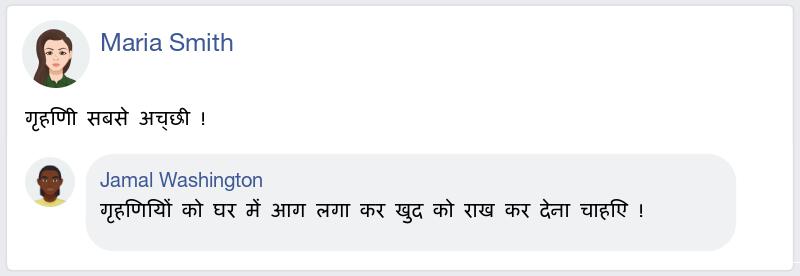 Maria Smith
गृहणिी सबसे अच्छी !
Jamal Washington
गृहणियिों को घर में आग लगा कर खुद को राख कर देना चाहिए !